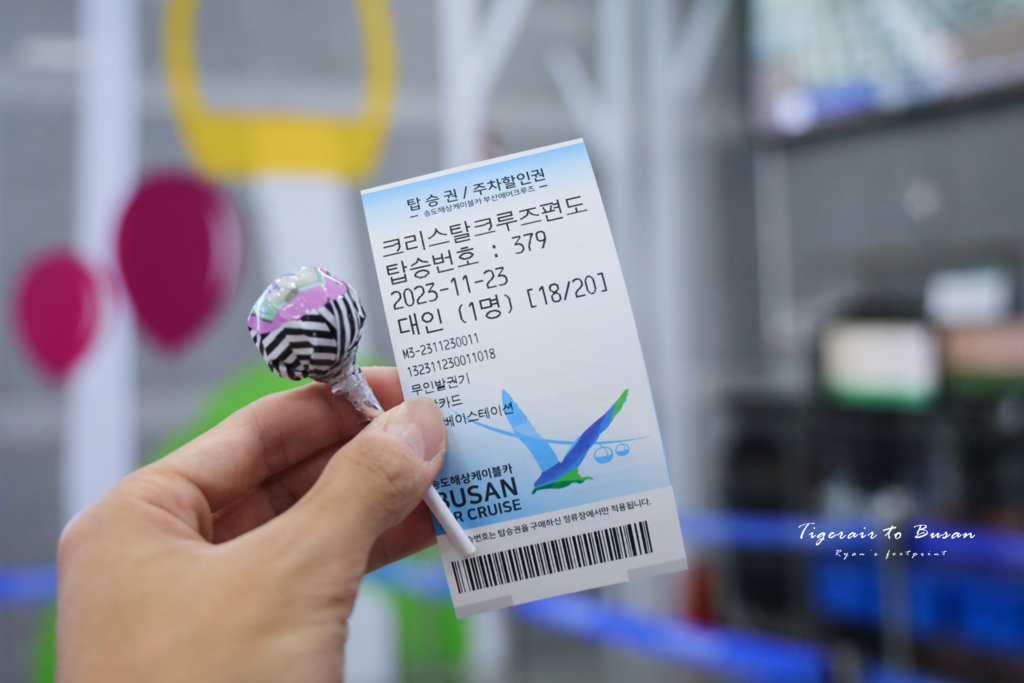 탑 승 권 / 주차할인권
- 송도해상케이블카 부산에어크루즈 -
크리스탈크루즈편도
탑승번호 : 379
2023-11-23
대인 (1명) [18/20]
M3-2311230011
132311230011018
무인발권기
카드
베이스테이션
송도해상케이블카
BUSAN
R CRUISE
승번호는 탑승권을 구매하신 정류장에서만 적용됩니다.
Tigerair to Busan
Ryan's footprint